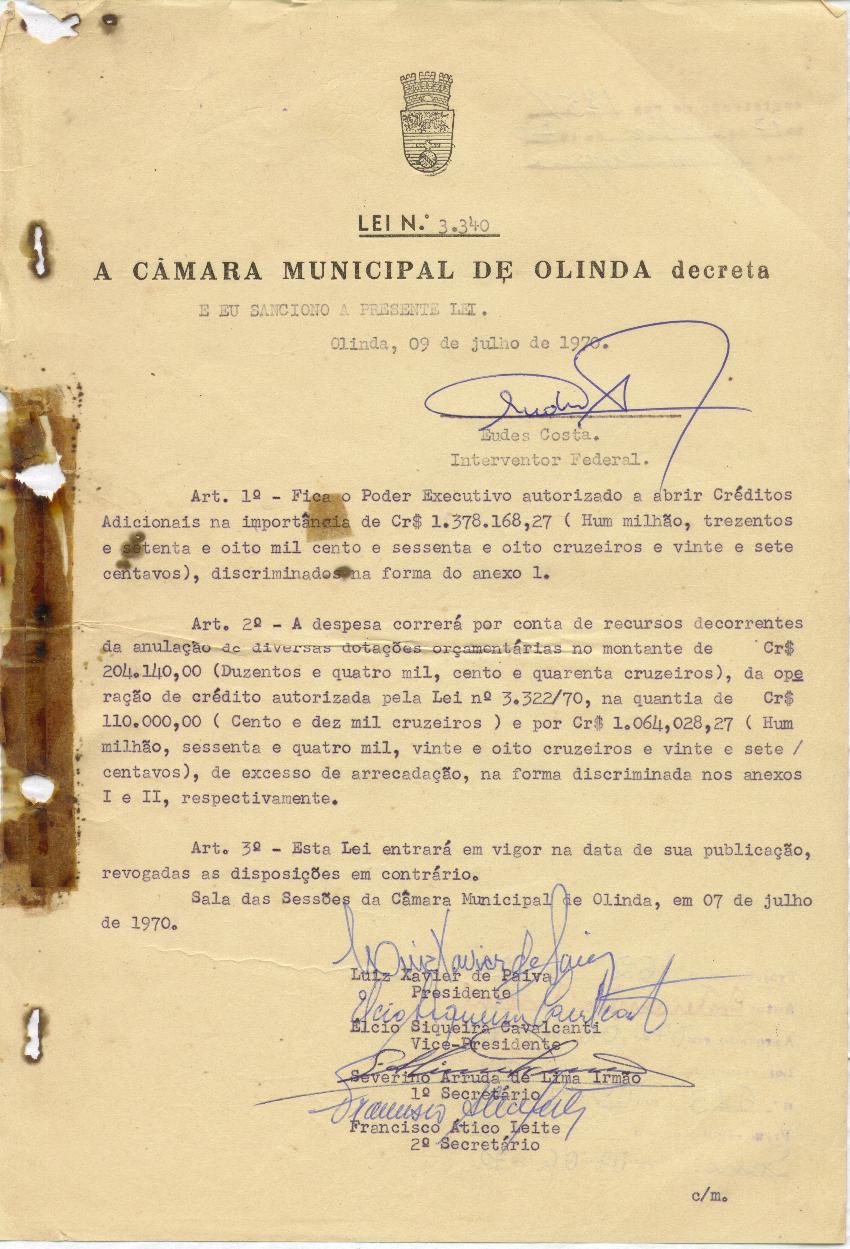 LEI N.º 3.340
A CÂMARA MUNICIPAL DE OLINDA decreta
E EU SANCIONO A PRESENTE LEI.
Olinda, 09 de julho de 1970.
Eudes Costa.
Interventor Federal.
Art. 1º - Fica o Poder Executivo autorizado a abrir Créditos
Adicionais na importância de Cr$ 1.378.168,27 ( Hum milhão, trezentos
e setenta e oito mil cento e sessenta e oito cruzeiros e vinte e sete
centavos), discriminados na forma do anexo 1.
Art. 2º - A despesa correrá por conta de recursos decorrentes
da anulação de diversas dotações orçamentárias no montante de Cr$
204.140,00 (Duzentos e quatro mil, cento e quarenta cruzeiros), da ope
ração de crédito autorizada pela Lei nº 3.322/70, na quantia de Cr$
110.000,00 ( Cento e dez mil cruzeiros ) e por Cr$ 1.064,028,27 ( Hum
milhão, sessenta e quatro mil, vinte e oito cruzeiros e vinte e sete /
centavos), de excesso de arrecadação, na forma discriminada nos anexos
I e II, respectivamente.
Art. 3º - Esta Lei entrará em vigor na data de sua publicação,
revogadas as disposições em contrário.
Sala das Sessões da Câmara Municipal de Olinda, em 07 de julho
de 1970.
Luiz Xavier de Paiva
Presidente
Élcio Siqueira Cavalcanti
Vice-Presidente
Severino Arruda de Lima Irmão
1º Secretário
Francisco Ático Leite
2º Secretário
c/m.